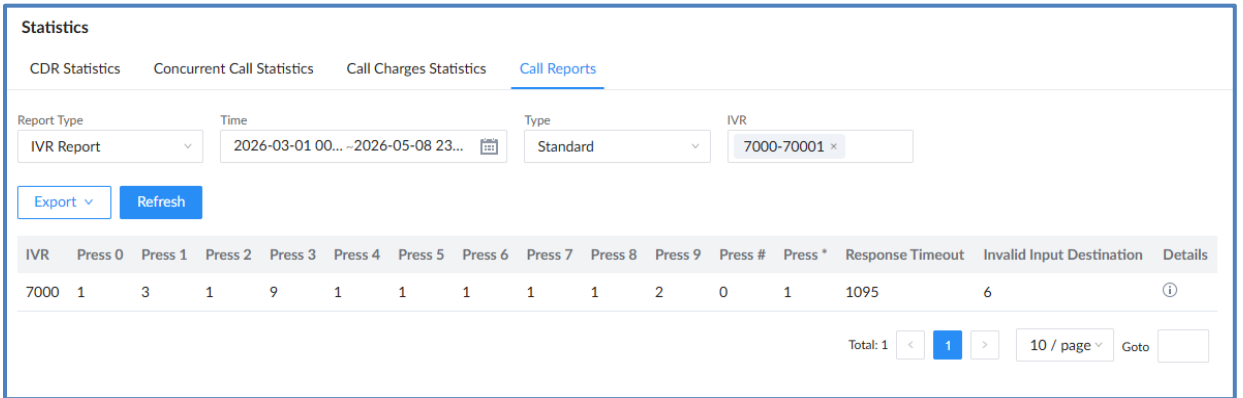 Statistics
CDR Statistics Concurrent Call Statistics Call Charges Statistics Call Reports
Report Type Time Type IVR
IVR Report 2026-03-01 00... ~2026-05-08 23... Standard 7000-70001 ×
Export Refresh
IVR Press 0 Press 1 Press 2 Press 3 Press 4 Press 5 Press 6 Press 7 Press 8 Press 9 Press # Press * Response Timeout Invalid Input Destination Details
7000 1 3 1 9 1 1 1 1 1 2 0 1 1095 6
Total: 1 < 1 > 10 / page Goto